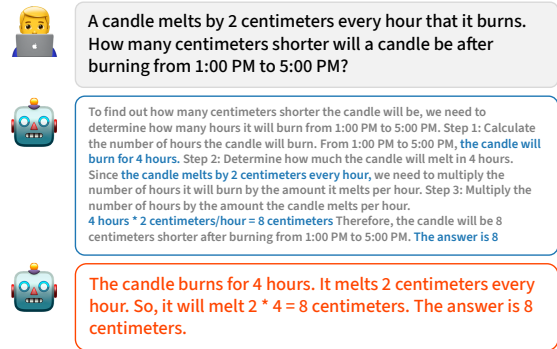 A candle melts by 2 centimeters every hour that it burns.
How many centimeters shorter will a candle be after
burning from 1:00 PM to 5:00 PM?
To find out how many centimeters shorter the candle will be, we need to
determine how many hours it will burn from 1:00 PM to 5:00 PM. Step 1: Calculate
the number of hours the candle will burn. From 1:00 PM to 5:00 PM, the candle will
burn for 4 hours. Step 2: Determine how much the candle will melt in 4 hours.
Since the candle melts by 2 centimeters every hour, we need to multiply the
number of hours it will burn by the amount it melts per hour. Step 3: Multiply the
number of hours by the amount the candle melts per hour.
4 hours * 2 centimeters/hour = 8 centimeters Therefore, the candle will be 8
centimeters shorter after burning from 1:00 PM to 5:00 PM. The answer is 8
The candle burns for 4 hours. It melts 2 centimeters every
hour. So, it will melt 2 * 4 = 8 centimeters. The answer is 8
centimeters.